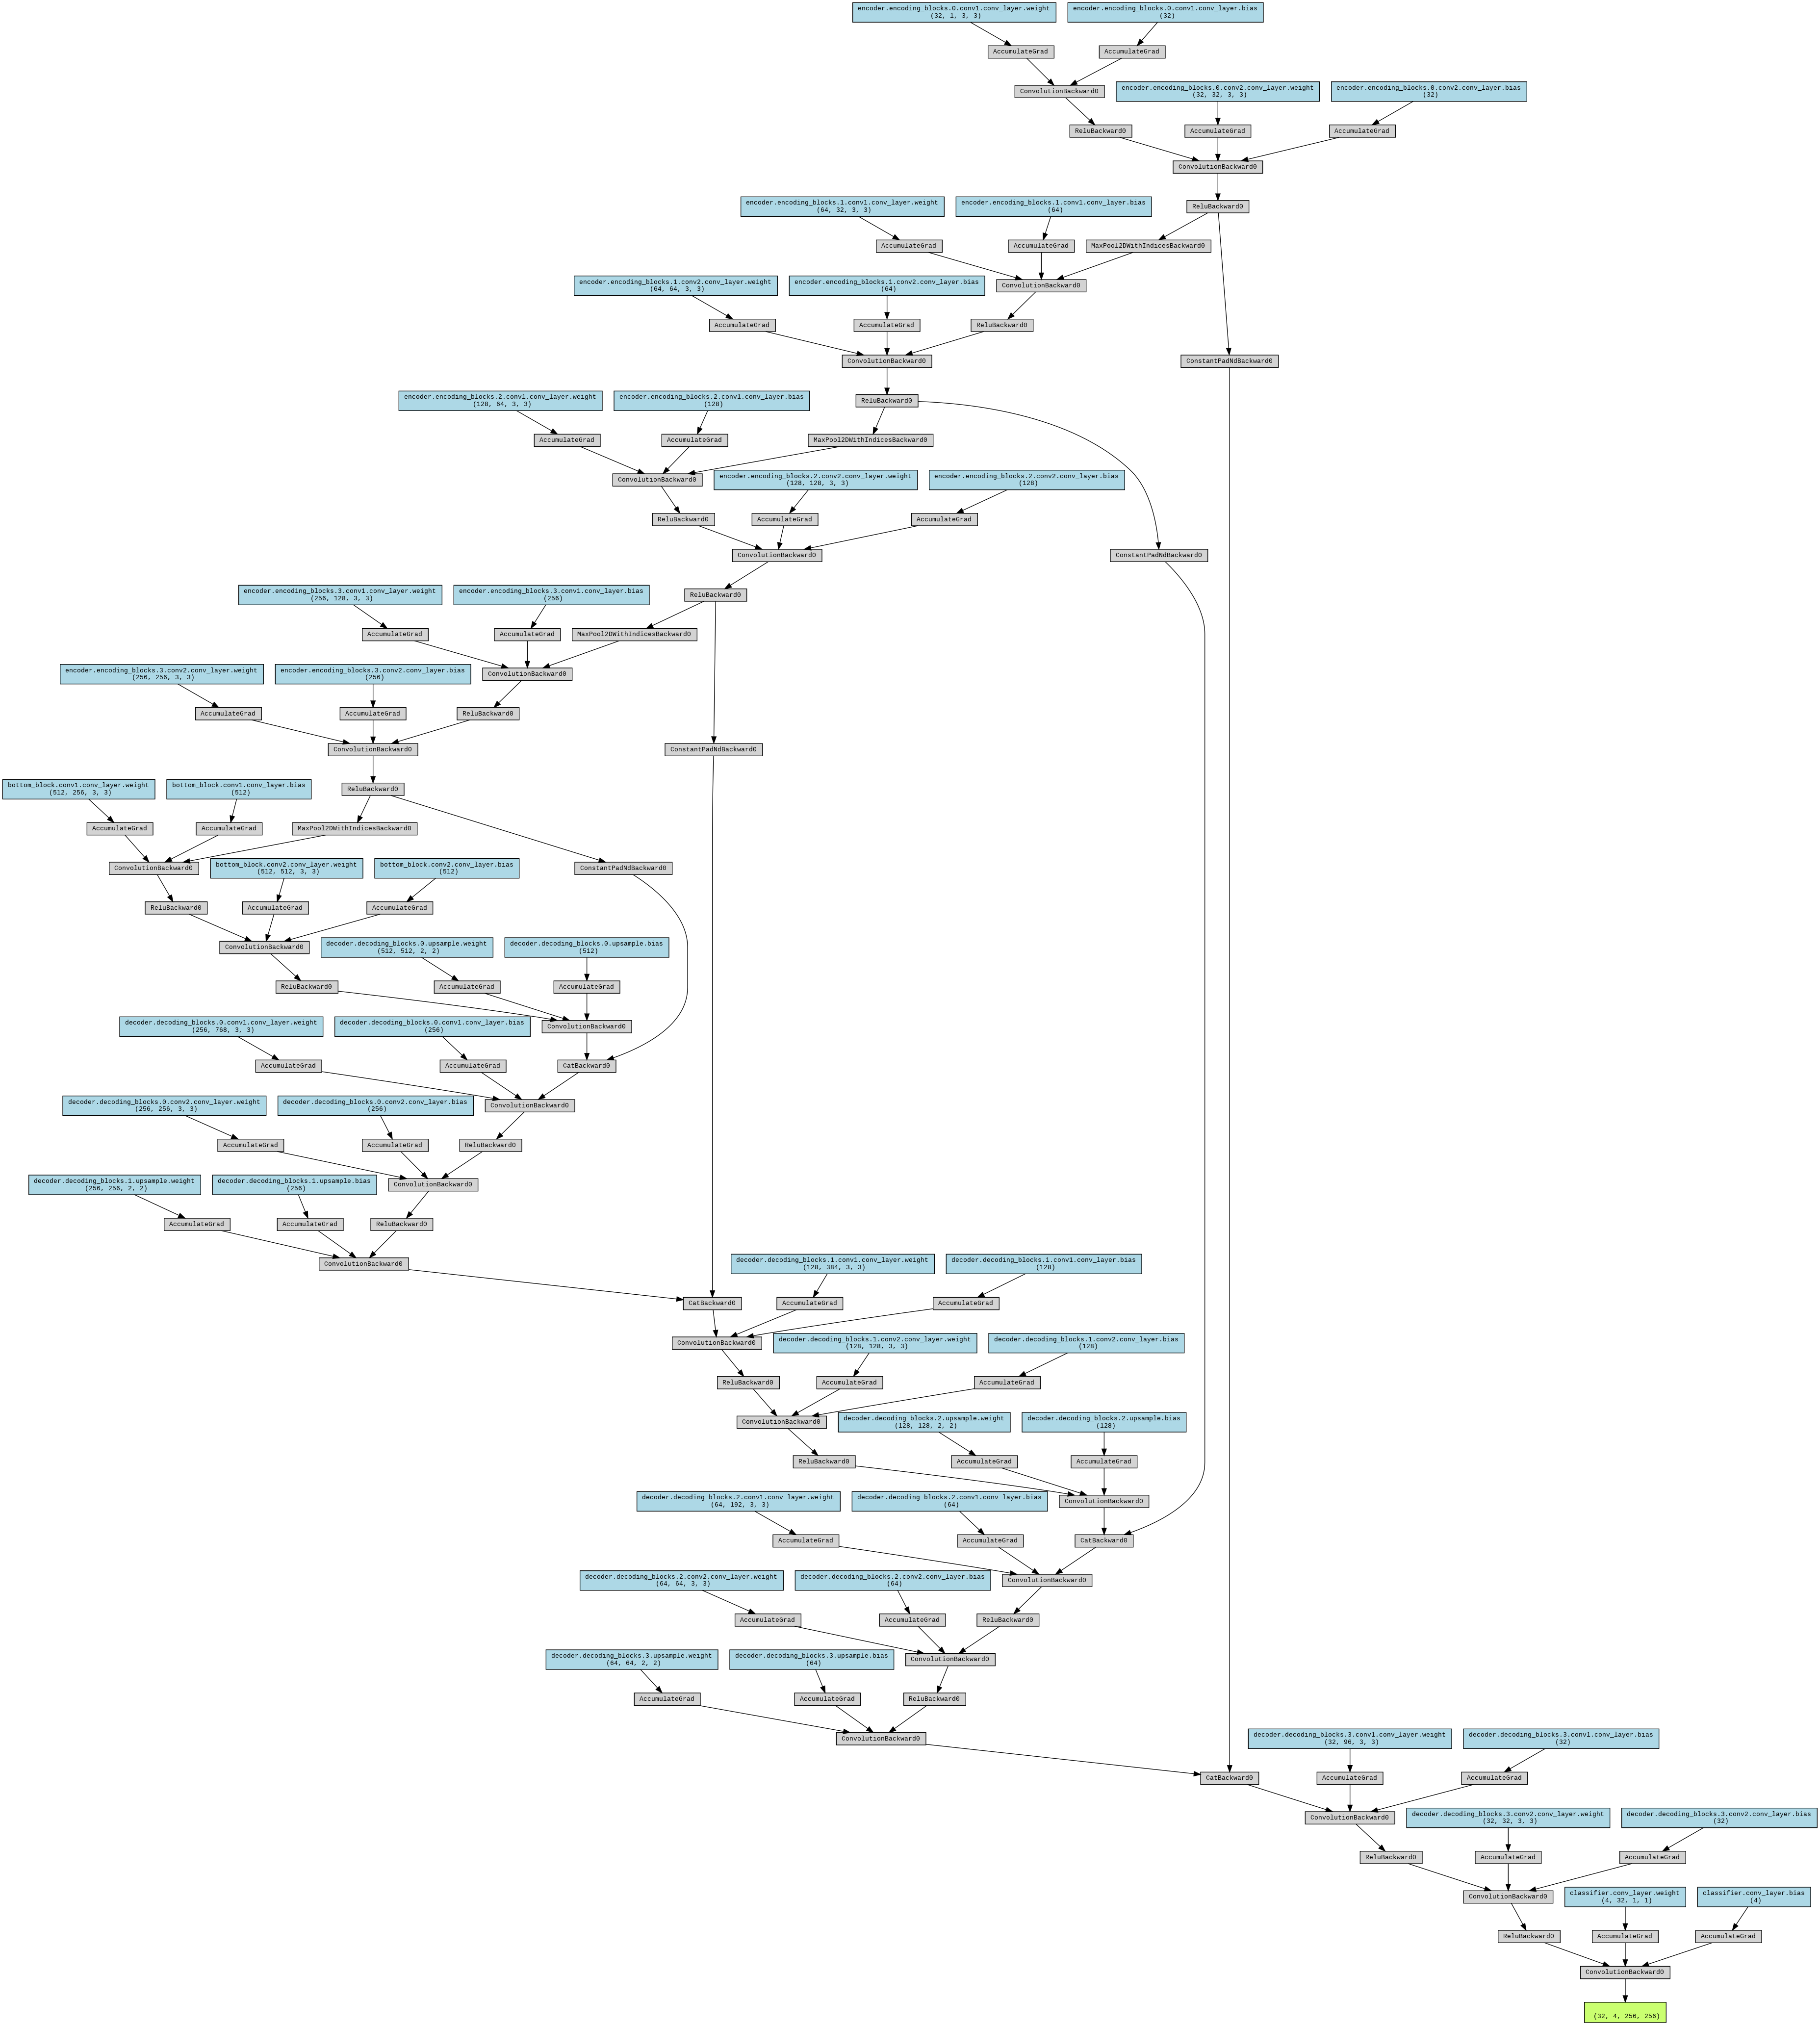 encoder.encoding_blocks.0.conv1.conv_layer.weight
(32, 1, 3, 3)
encoder.encoding_blocks.0.conv1.conv_layer.bias
(32)
AccumulateGrad
AccumulateGrad
ConvolutionBackward0
encoder.encoding_blocks.0.conv2.conv_layer.weight
(32, 32, 3, 3)
encoder.encoding_blocks.0.conv2.conv_layer.bias
(32)
ReluBackward0
AccumulateGrad
AccumulateGrad
ConvolutionBackward0
encoder.encoding_blocks.1.conv1.conv_layer.weight
(64, 32, 3, 3)
encoder.encoding_blocks.1.conv1.conv_layer.bias
(64)
ReluBackward0
AccumulateGrad
AccumulateGrad
MaxPool2DWithIndicesBackward0
encoder.encoding_blocks.1.conv2.conv_layer.weight
(64, 64, 3, 3)
encoder.encoding_blocks.1.conv2.conv_layer.bias
(64)
ConvolutionBackward0
AccumulateGrad
AccumulateGrad
ReluBackward0
ConvolutionBackward0
ConstantPadNdBackward0
encoder.encoding_blocks.2.conv1.conv_layer.weight
(128, 64, 3, 3)
encoder.encoding_blocks.2.conv1.conv_layer.bias
(128)
ReluBackward0
AccumulateGrad
AccumulateGrad
MaxPool2DWithIndicesBackward0
ConvolutionBackward0
encoder.encoding_blocks.2.conv2.conv_layer.weight
(128, 128, 3, 3)
encoder.encoding_blocks.2.conv2.conv_layer.bias
(128)
ReluBackward0
AccumulateGrad
AccumulateGrad
ConvolutionBackward0
ConstantPadNdBackward0
encoder.encoding_blocks.3.conv1.conv_layer.weight
(256, 128, 3, 3)
encoder.encoding_blocks.3.conv1.conv_layer.bias
(256)
ReluBackward0
AccumulateGrad
AccumulateGrad
MaxPool2DWithIndicesBackward0
encoder.encoding_blocks.3.conv2.conv_layer.weight
(256, 256, 3, 3)
encoder.encoding_blocks.3.conv2.conv_layer.bias
(256)
ConvolutionBackward0
AccumulateGrad
AccumulateGrad
ReluBackward0
ConvolutionBackward0
ConstantPadNdBackward0
bottom_block.conv1.conv_layer.weight
(512, 256, 3, 3)
bottom_block.conv1.conv_layer.bias
(512)
ReluBackward0
AccumulateGrad
AccumulateGrad
MaxPool2DWithIndicesBackward0
ConvolutionBackward0
bottom_block.conv2.conv_layer.weight
(512, 512, 3, 3)
bottom_block.conv2.conv_layer.bias
(512)
ConstantPadNdBackward0
ReluBackward0
AccumulateGrad
AccumulateGrad
ConvolutionBackward0
decoder.decoding_blocks.0.upsample.weight
(512, 512, 2, 2)
decoder.decoding_blocks.0.upsample.bias
(512)
ReluBackward0
AccumulateGrad
AccumulateGrad
decoder.decoding_blocks.0.conv1.conv_layer.weight
(256, 768, 3, 3)
decoder.decoding_blocks.0.conv1.conv_layer.bias
(256)
ConvolutionBackward0
AccumulateGrad
AccumulateGrad
CatBackward0
decoder.decoding_blocks.0.conv2.conv_layer.weight
(256, 256, 3, 3)
decoder.decoding_blocks.0.conv2.conv_layer.bias
(256)
ConvolutionBackward0
AccumulateGrad
AccumulateGrad
ReluBackward0
decoder.decoding_blocks.1.upsample.weight
(256, 256, 2, 2)
decoder.decoding_blocks.1.upsample.bias
(256)
ConvolutionBackward0
AccumulateGrad
AccumulateGrad
ReluBackward0
ConvolutionBackward0
decoder.decoding_blocks.1.conv1.conv_layer.weight
(128, 384, 3, 3)
decoder.decoding_blocks.1.conv1.conv_layer.bias
(128)
CatBackward0
AccumulateGrad
AccumulateGrad
ConvolutionBackward0
decoder.decoding_blocks.1.conv2.conv_layer.weight
(128, 128, 3, 3)
decoder.decoding_blocks.1.conv2.conv_layer.bias
(128)
ReluBackward0
AccumulateGrad
AccumulateGrad
ConvolutionBackward0
decoder.decoding_blocks.2.upsample.weight
(128, 128, 2, 2)
decoder.decoding_blocks.2.upsample.bias
(128)
ReluBackward0
AccumulateGrad
AccumulateGrad
decoder.decoding_blocks.2.conv1.conv_layer.weight
(64, 192, 3, 3)
decoder.decoding_blocks.2.conv1.conv_layer.bias
(64)
ConvolutionBackward0
AccumulateGrad
AccumulateGrad
CatBackward0
decoder.decoding_blocks.2.conv2.conv_layer.weight
(64, 64, 3, 3)
decoder.decoding_blocks.2.conv2.conv_layer.bias
(64)
ConvolutionBackward0
AccumulateGrad
AccumulateGrad
ReluBackward0
decoder.decoding_blocks.3.upsample.weight
(64, 64, 2, 2)
decoder.decoding_blocks.3.upsample.bias
(64)
ConvolutionBackward0
AccumulateGrad
AccumulateGrad
ReluBackward0
ConvolutionBackward0
decoder.decoding_blocks.3.conv1.conv_layer.weight
(32, 96, 3, 3)
decoder.decoding_blocks.3.conv1.conv_layer.bias
(32)
CatBackward0
AccumulateGrad
AccumulateGrad
ConvolutionBackward0
decoder.decoding_blocks.3.conv2.conv_layer.weight
(32, 32, 3, 3)
decoder.decoding_blocks.3.conv2.conv_layer.bias
(32)
ReluBackward0
AccumulateGrad
AccumulateGrad
ConvolutionBackward0
classifier.conv_layer.weight
(4, 32, 1, 1)
classifier.conv_layer.bias
(4)
ReluBackward0
AccumulateGrad
AccumulateGrad
ConvolutionBackward0
(32, 4, 256, 256)